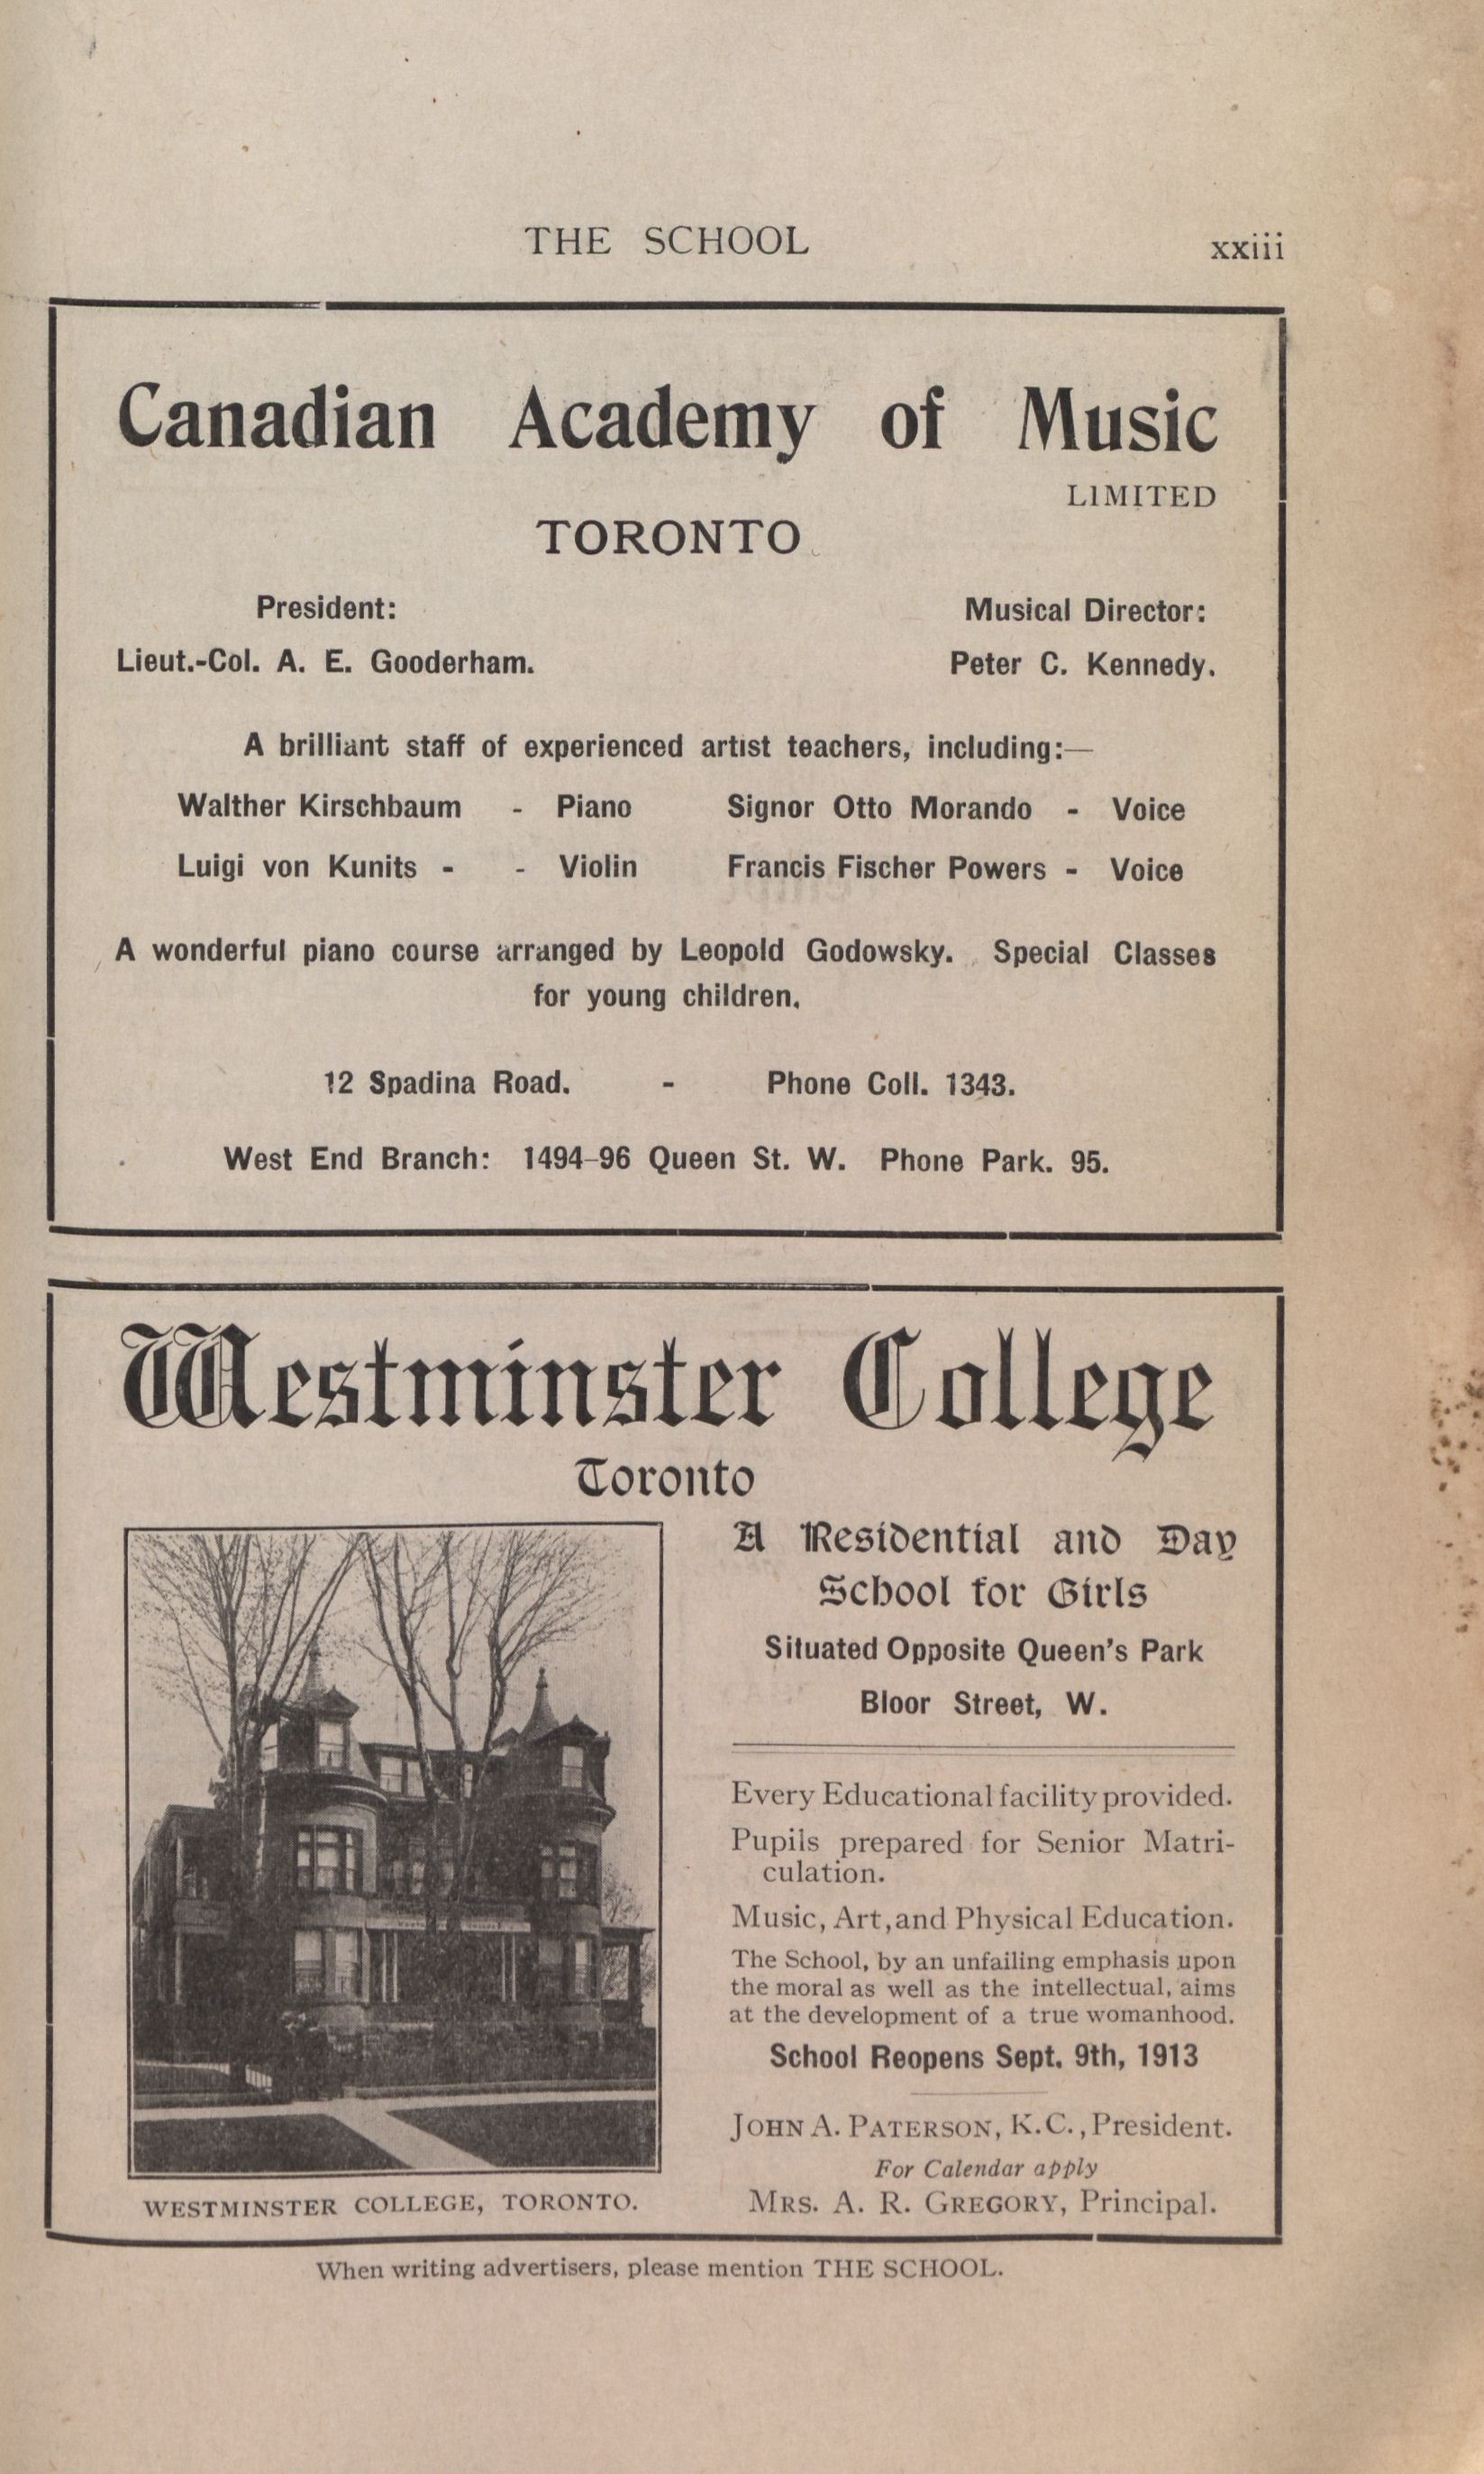 THE SCHOOL xxiii
Canadian Academy of Music
LIMITED
TORONTO
President: Musical Director:
Lieut.-Col. A. E. Gooderham. Peter C. Kennedy.
A brilliant staff of experienced artist teachers, including:—
Walther Kirschbaum - Piano Signor Otto Morando - Voice
Luigi von Kunits - - Violin Francis Fischer Powers - Voice
A wonderful piano course arranged by Leopold Godowsky. Special Classes
for young children.
12 Spadina Road. - Phone Coll. 1343.
West End Branch: 1494-96 Queen St. W. Phone Park. 95.
Westminster College
Toronto
A Residential and Day
School for Girls
Situated Opposite Queen's Park
Bloor Street, W.
Every Educational facility provided.
Pupils prepared for Senior Matri-
culation.
Music, Art, and Physical Education.
The School, by an unfailing emphasis upon
the moral as well as the intellectual, aims
at the development of a true womanhood.
School Reopens Sept. 9th, 1913
JOHN A. PATERSON, K.C., President.
For Calendar apply
MRS. A. R. GREGORY, Principal.
WESTMINSTER COLLEGE, TORONTO.
When writing advertisers, please mention THE SCHOOL.